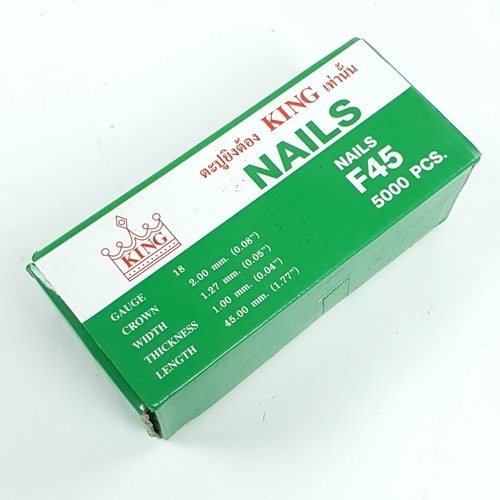 ตะปูยิงต้อง KING เท่านั้น
NAILS
NAILS
F45
5000 PCS.
KING
GAUGE 18
CROWN 2.00 mm. (0.08")
WIDTH 1.27 mm. (0.05")
THICKNESS 1.00 mm. (0.04")
LENGTH 45.00 mm. (1.77")